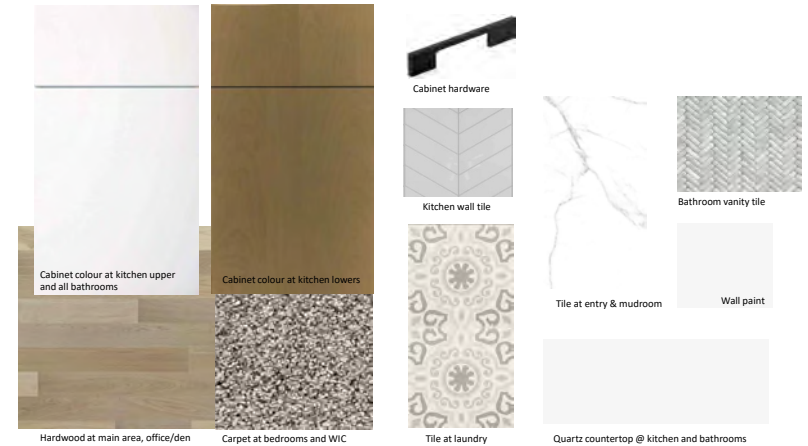 Cabinet hardware
Kitchen wall tile
Bathroom vanity tile
Cabinet colour at kitchen upper
and all bathrooms
Cabinet colour at kitchen lowers
Tile at entry & mudroom
Wall paint
Hardwood at main area, office/den
Carpet at bedrooms and WIC
Tile at laundry
Quartz countertop @ kitchen and bathrooms